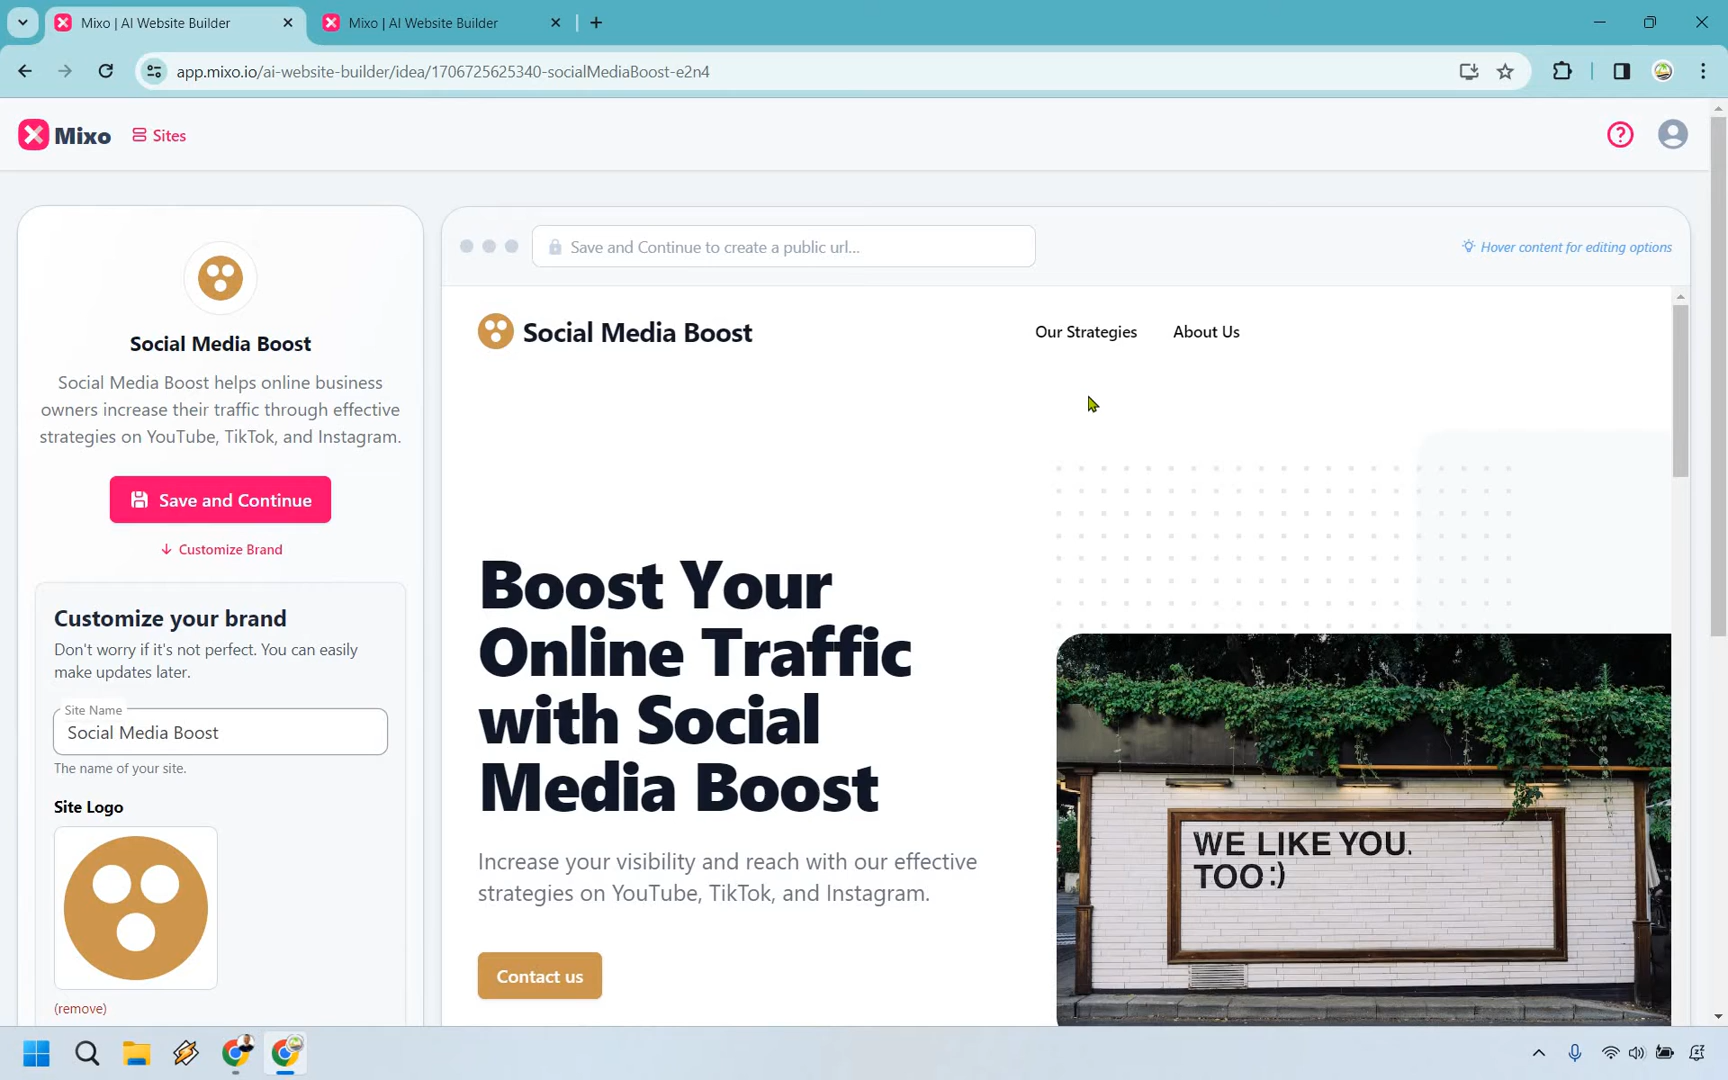 Mixo | AI Website Builder
Mixo | AI Website Builder
app.mixo.io/ai-website-builder/idea/1706725625340-socialMediaBoost-e2n4
Mixo
Sites
Social Media Boost
Social Media Boost helps online business
owners increase their traffic through effective
strategies on YouTube, TikTok, and Instagram.
Save and Continue
Customize Brand
Customize your brand
Don't worry if it's not perfect. You can easily
make updates later.
Site Name
Social Media Boost
The name of your site.
Site Logo
(remove)
Save and Continue to create a public url...
Hover content for editing options
Social Media Boost
Our Strategies
About Us
Boost Your
Online Traffic
with Social
Media Boost
Increase your visibility and reach with our effective
strategies on YouTube, TikTok, and Instagram.
Contact us
WE LIKE YOU.
TOO :)